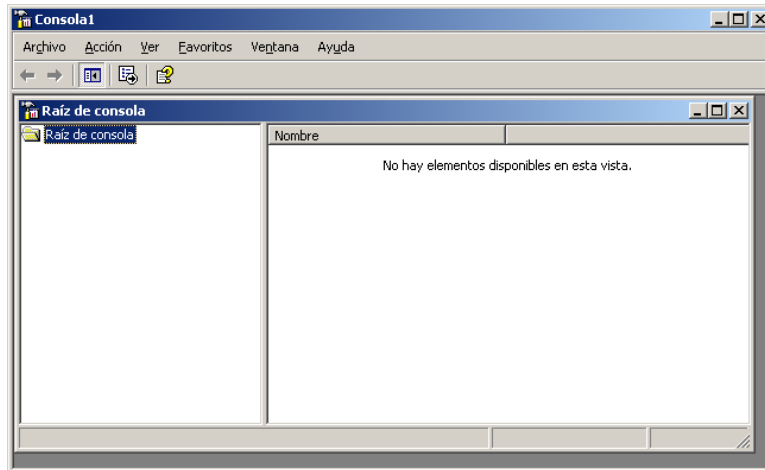 Consola1
Archivo Acción Ver Favoritos Ventana Ayuda
Raíz de consola
Raíz de consola
Nombre
No hay elementos disponibles en esta vista.